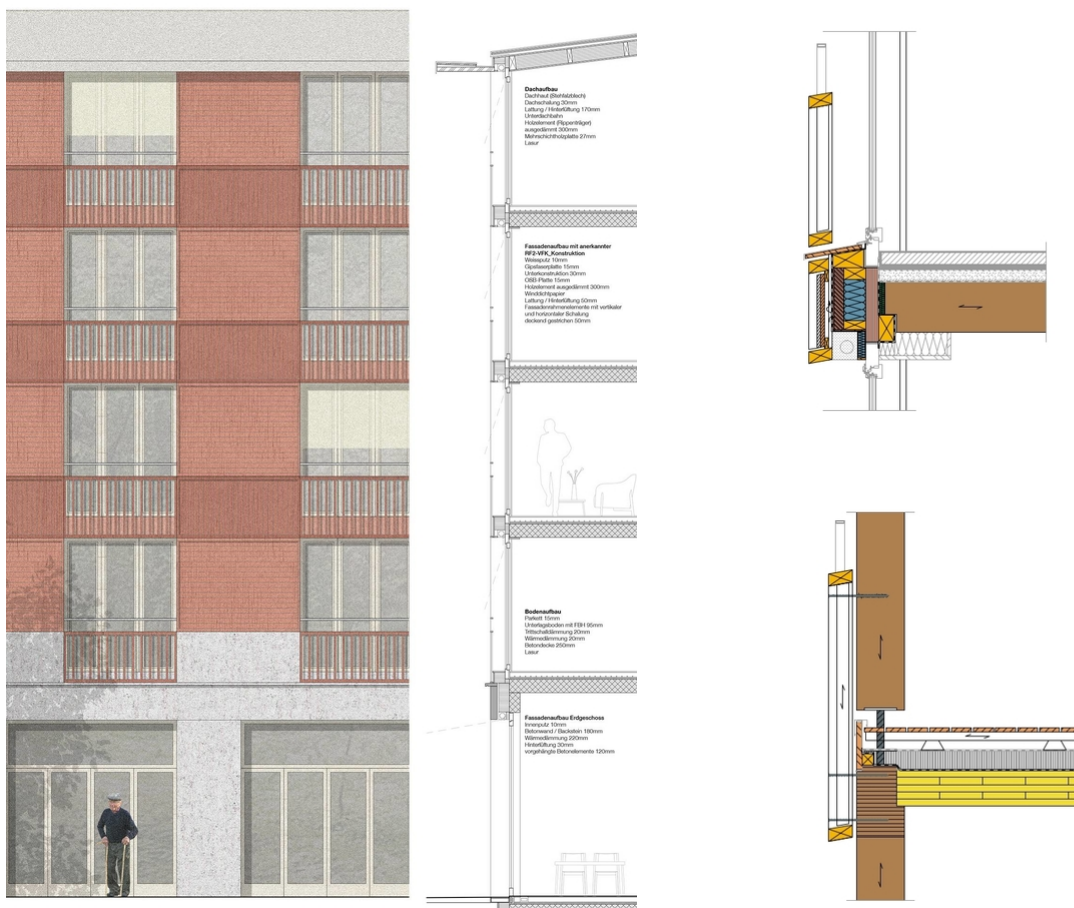 Dachaufbau
Dachhaut (Stehfalzblech)
Dachschalung 30mm
Lattung / Hinterlüftung 170mm
Unterdachbahn
Holzelement (Rippenträger)
ausgedämmt 300mm
Mehrschichtholzplatte 27mm
Lasur
Fassadenaufbau mit anerkannter
RF2-VFK_Konstruktion
Weissputz 10mm
Gipsfaserplatte 15mm
Unterkonstruktion 30mm
OSB-Platte 15mm
Holzelement ausgedämmt 300mm
Winddichtpapier
Lattung / Hinterlüftung 50mm
Fassadenrahmenelemente mit vertikaler
und horizontaler Schalung
deckend gestrichen 50mm
Bodenaufbau
Parkett 15mm
Unterlagsboden mit FBH 95mm
Trittschalldämmung 20mm
Wärmedämmung 20mm
Betondecke 250mm
Lasur
Fassadenaufbau Erdgeschoss
Innenputz 10mm
Betonwand / Backstein 180mm
Wärmedämmung 220mm
Hinterlüftung 30mm
vorgehängte Betonelemente 120mm